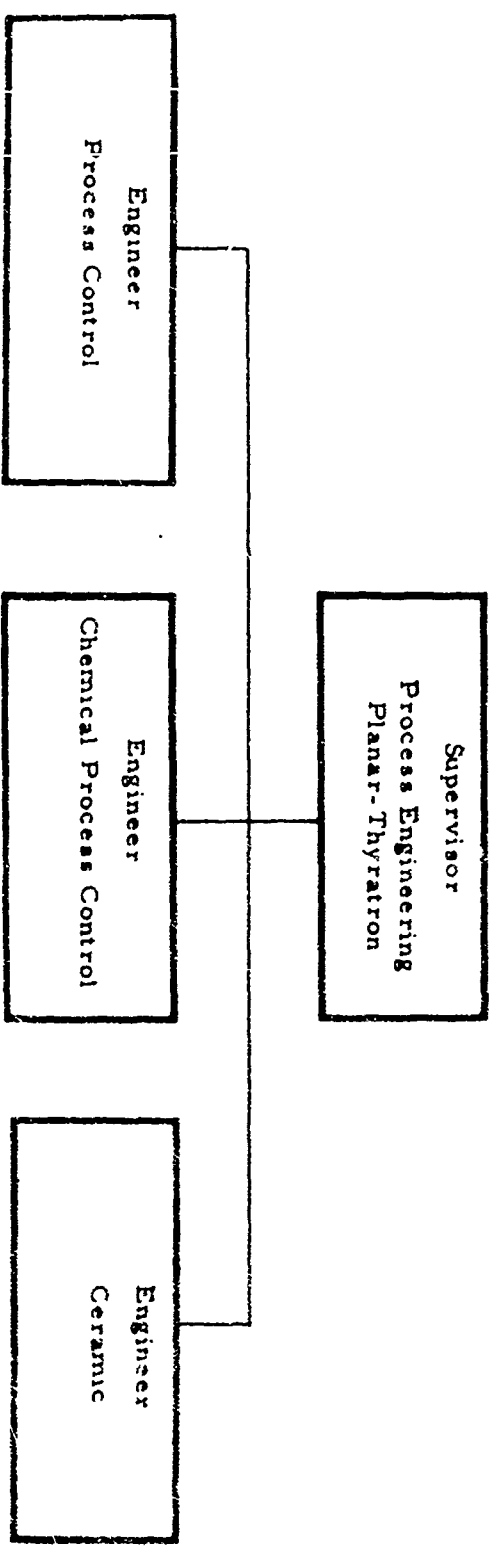 Supervisor
Process Engineering
Planar-Thyratron
Engineer
Process Control
Engineer
Chemical Process Control
Engineer
Ceramic